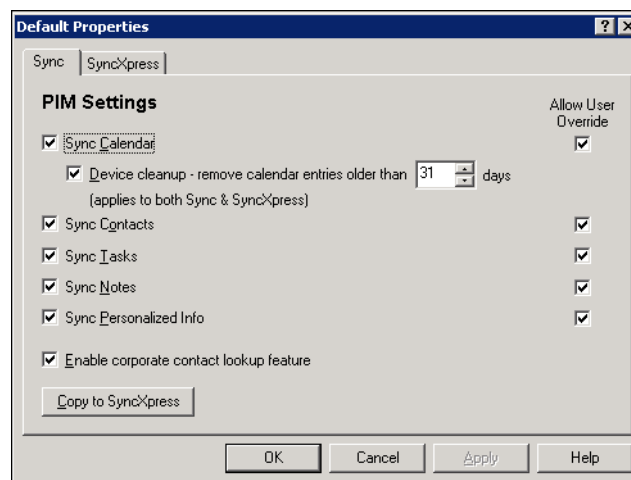 Default Properties
Sync SyncXpress
PIM Settings
Allow User
Override
Sync Calendar
Device cleanup - remove calendar entries older than 31 days
(applies to both Sync & SyncXpress)
Sync Contacts
Sync Tasks
Sync Notes
Sync Personalized Info
Enable corporate contact lookup feature
Copy to SyncXpress
OK Cancel Apply Help